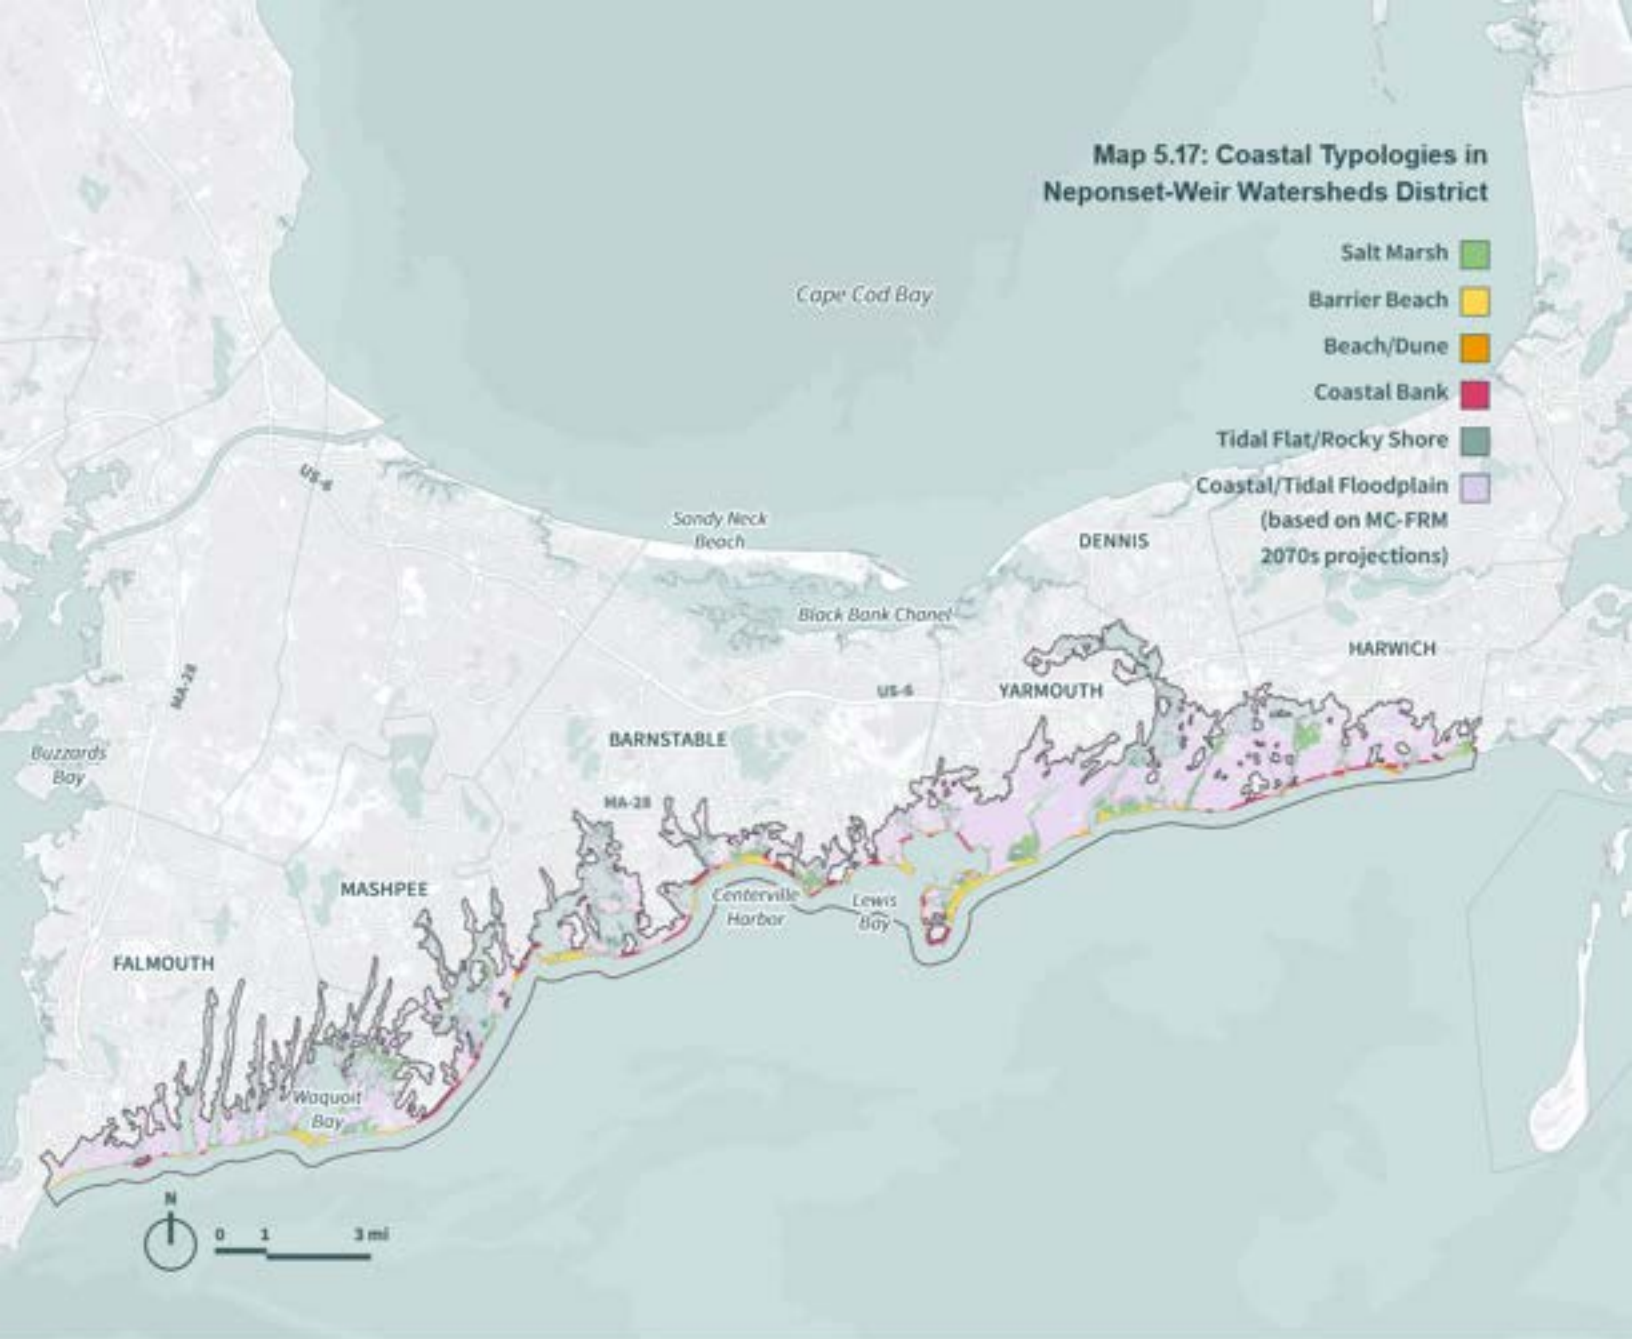 Map 5.17: Coastal Typologies in
Neponset-Weir Watersheds District
Salt Marsh
Barrier Beach
Beach/Dune
Coastal Bank
Tidal Flat/Rocky Shore
Coastal/Tidal Floodplain
(based on MC-FRM
2070s projections)
Cape Cod Bay
US-6
Sandy Neck
Beach
DENNIS
Black Bank Chanel
HARWICH
MA-28
US-6
YARMOUTH
BARNSTABLE
Buzzards
Bay
MA-28
MASHPEE
Centerville
Harbor
Lewis
Bay
FALMOUTH
Waquoit
Bay
N
0 1 3 mi